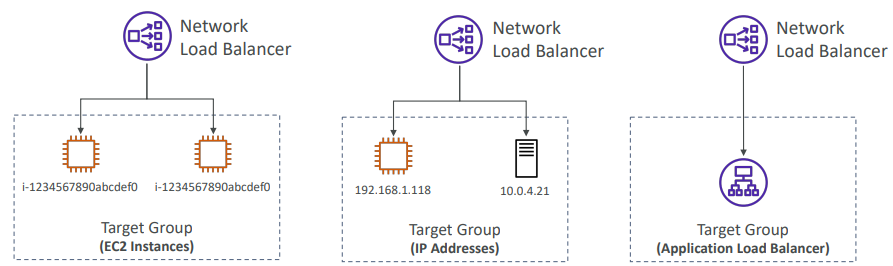 Network
Load Balancer
i-1234567890abcdef0
i-1234567890abcdef0
Target Group
(EC2 Instances)
Network
Load Balancer
192.168.1.118
10.0.4.21
Target Group
(IP Addresses)
Network
Load Balancer
Target Group
(Application Load Balancer)